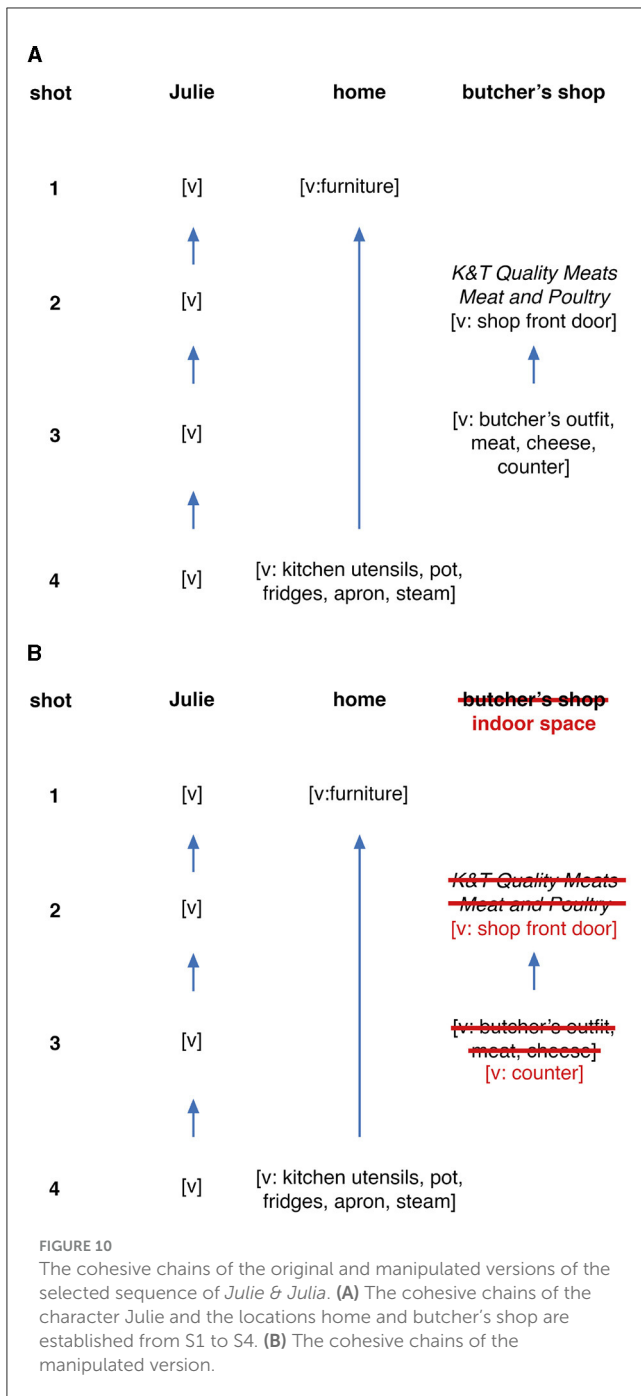 A
shot Julie home butcher's shop
1 [v] [v:furniture]
K&T Quality Meats
2 [v] Meat and Poultry
[v: shop front door]
3 [v] [v: butcher's outfit,
meat, cheese,
counter]
4 [v] [v: kitchen utensils, pot,
fridges, apron, steam]
B
shot Julie home butcher's shop
indoor space
1 [v] [v:furniture]
K&T Quality Meats
2 [v] Meat and Poultry
[v: shop front door]
3 [v] [v: butcher's outfit,
meat, cheese]
[v: counter]
4 [v] [v: kitchen utensils, pot,
fridges, apron, steam]
FIGURE 10
The cohesive chains of the original and manipulated versions of the
selected sequence of Julie & Julia. (A) The cohesive chains of the
character Julie and the locations home and butcher's shop are
established from S1 to S4. (B) The cohesive chains of the
manipulated version.